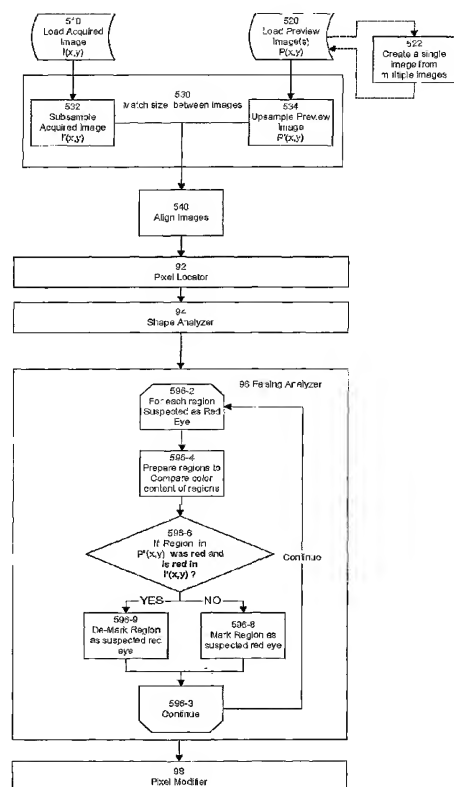 510
Load Acquired
Image
I(x,y)
520
Load Preview
Image(s)
P(x,y)
522
Create a single
image from
multiple images
530
Match size between images
532
Subsample
Acquired Image
I'(x,y)
534
Upsample Preview
Image
P'(x,y)
540
Align Images
92
Pixel Locator
94
Shape Analyzer
96 Falsing Analyzer
596-2
For each region
Suspected as Red
Eye
596-4
Prepare regions to
Compare color
content of regions
596-6
If Region in
P'(x,y) was red and
is red in
I'(x,y) ?
Continue
YES
NO
596-9
De-Mark Region
as suspected red
eye
596-8
Mark Region as
suspected red eye
596-3
Continue
98
Pixel Modifier